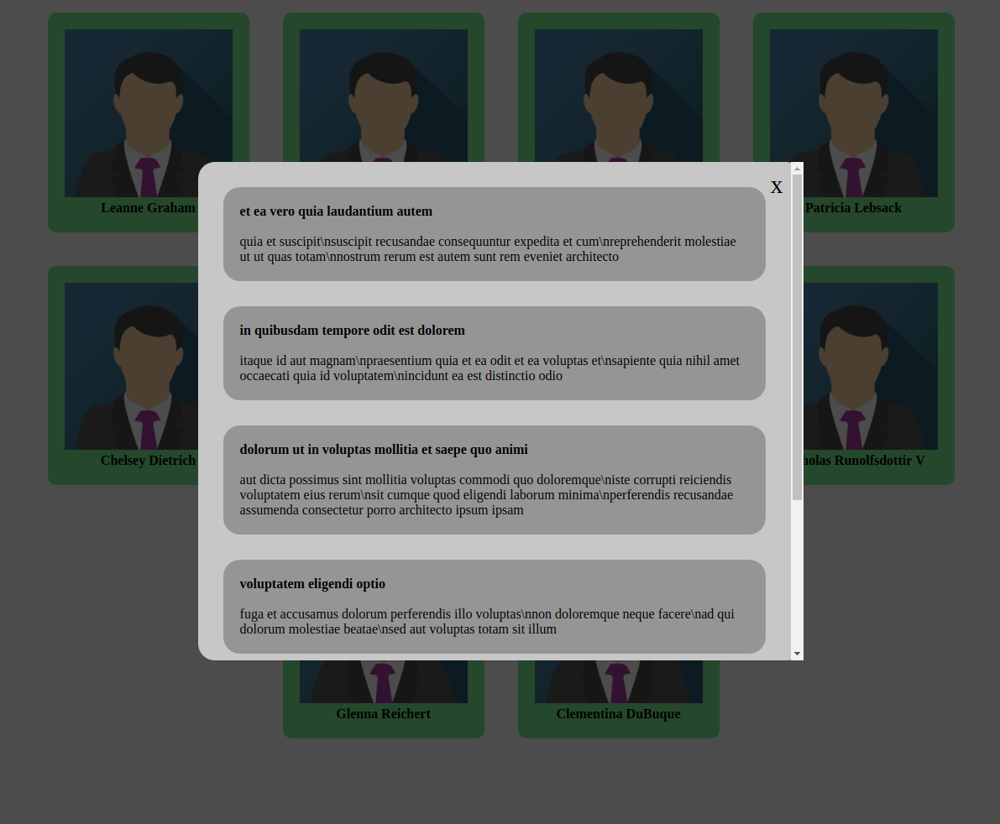 Leanne Graham
Patricia Lebsack
X
et ea vero quia laudantium autem
quia et suscipit\nsuscipit recusandae consequuntur expedita et cum\nreprehenderit molestiae
ut ut quas totam\nnostrum rerum est autem sunt rem eveniet architecto
in quibusdam tempore odit est dolorem
itaque id aut magnam\npraesentium quia et ea odit et ea voluptas et\nsapiente quia nihil amet
occaecati quia id voluptatem\nincidunt ea est distinctio odio
dolorum ut in voluptas mollitia et saepe quo animi
aut dicta possimus sint mollitia voluptas commodi quo doloremque\niste corrupti reiciendis
voluptatem eius rerum\nsit cumque quod eligendi laborum minima\nperferendis recusandae
assumenda consectetur porro architecto ipsum ipsam
voluptatem eligendi optio
fuga et accusamus dolorum perferendis illo voluptas\nnon doloremque neque facere\nad qui
dolorum molestiae beatae\nsed aut voluptas totam sit illum
Chelsey Dietrich
holas Runolfsdottir V
Glenna Reichert
Clementina DuBuque